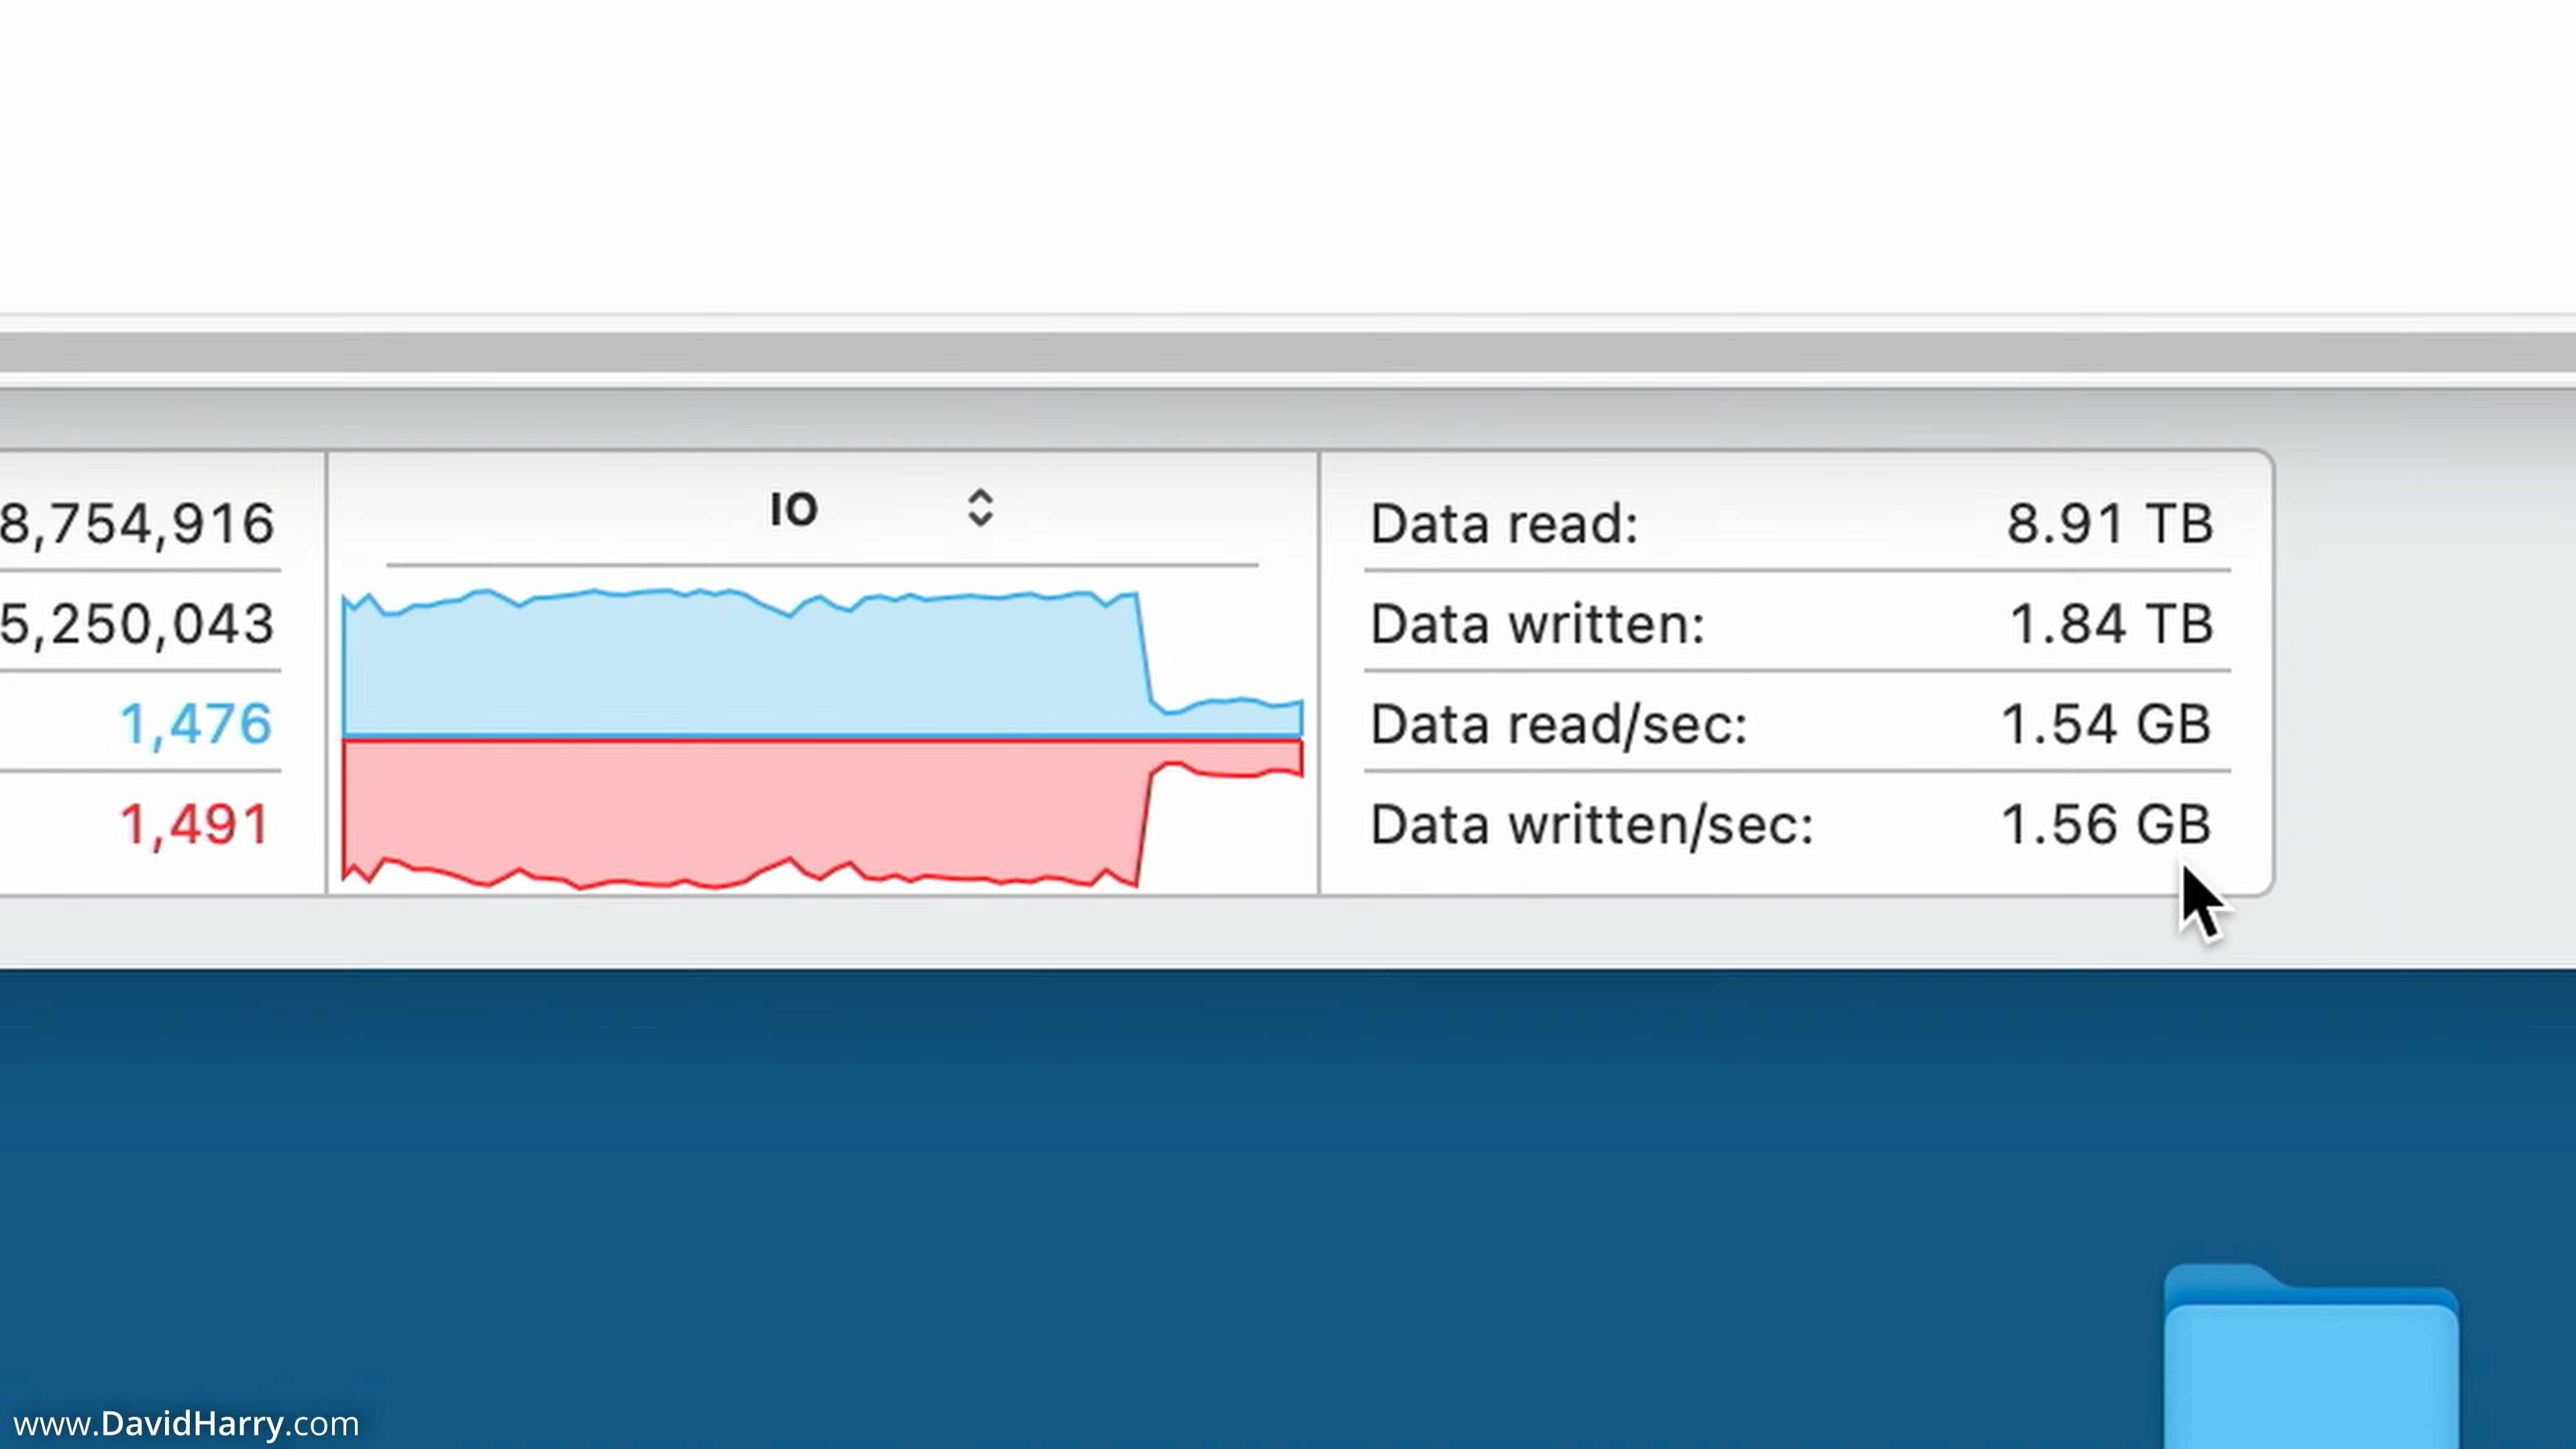 8,754,916
5,250,043
1,476
1,491
IO
Data read: 8.91 TB
Data written: 1.84 TB
Data read/sec: 1.54 GB
Data written/sec: 1.56 GB
www.DavidHarry.com